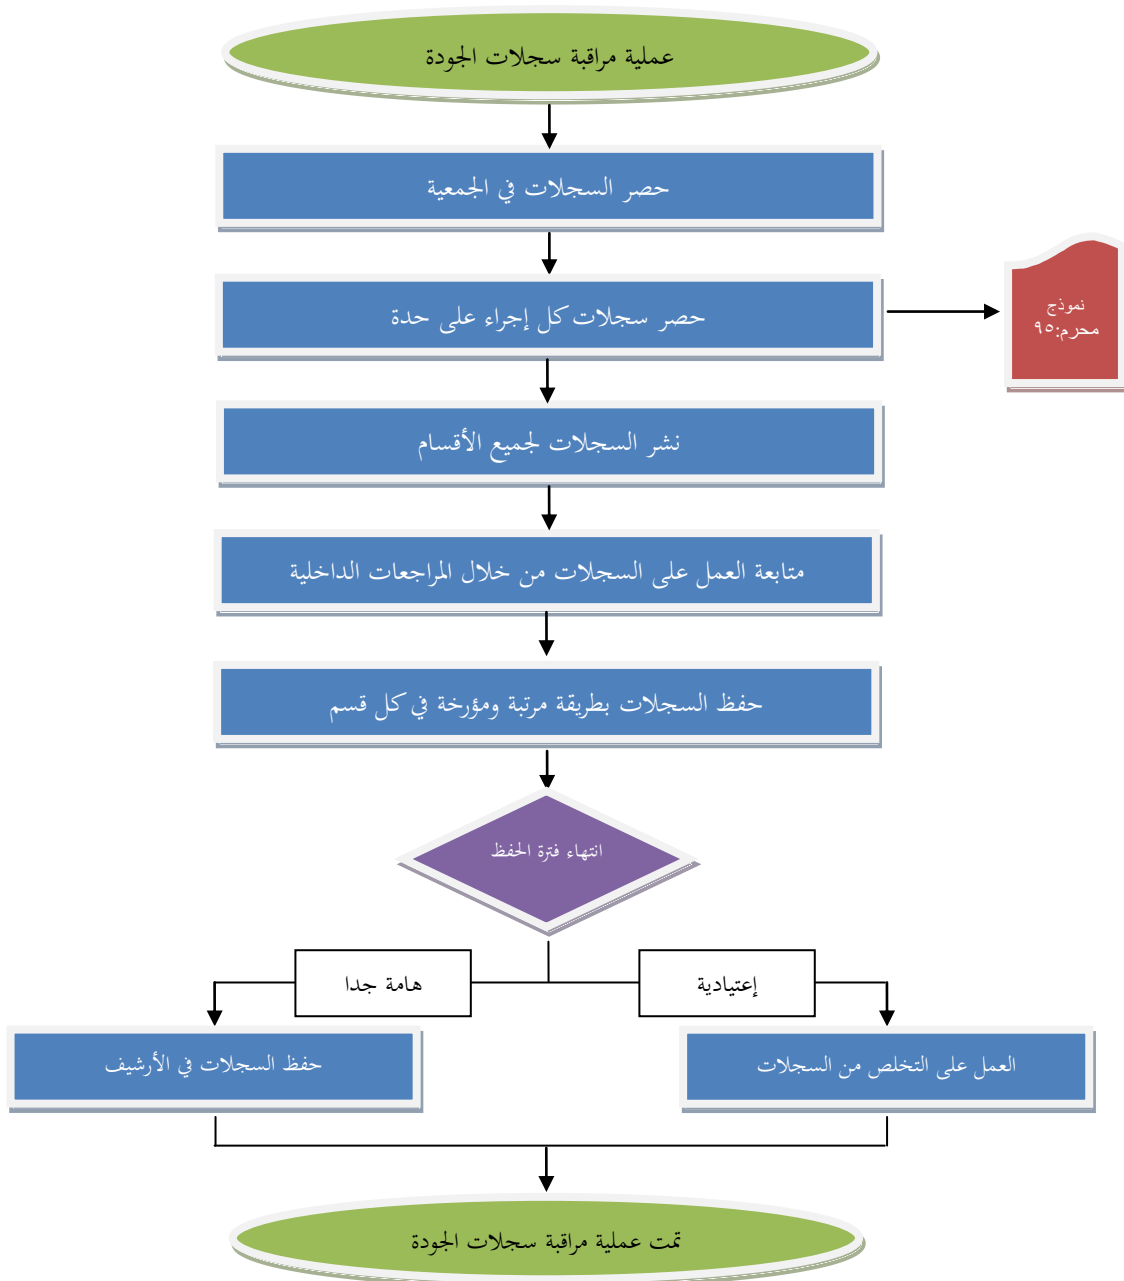 عملية مراقبة سجلات الجودة
حصر السجلات في الجمعية
حصر سجلات كل إجراء على حدة
نموذج
محرم:٩٥
نشر السجلات لجميع الأقسام
متابعة العمل على السجلات من خلال المراجعات الداخلية
حفظ السجلات بطريقة مرتبة ومؤرخة في كل قسم
انتهاء فترة الحفظ
إعتيادية
هامة جدا
العمل على التخلص من السجلات
حفظ السجلات في الأرشيف
تمت عملية مراقبة سجلات الجودة